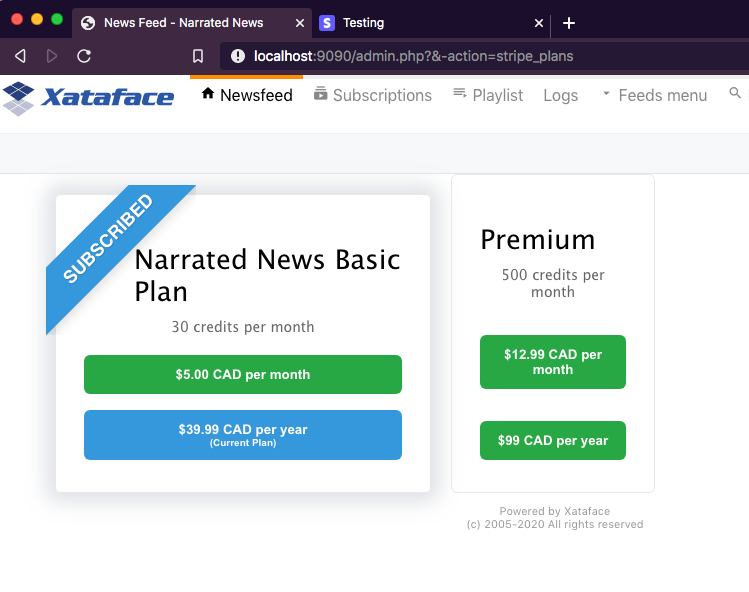 News Feed - Narrated News
Testing
localhost:9090/admin.php?&-action=stripe_plans
Xataface
Newsfeed
Subscriptions
Playlist
Logs
Feeds menu
SUBSCRIBED
Narrated News Basic
Plan
30 credits per month
$5.00 CAD per month
$39.99 CAD per year
(Current Plan)
Premium
500 credits per
month
$12.99 CAD per
month
$99 CAD per year
Powered by Xataface
(c) 2005-2020 All rights reserved